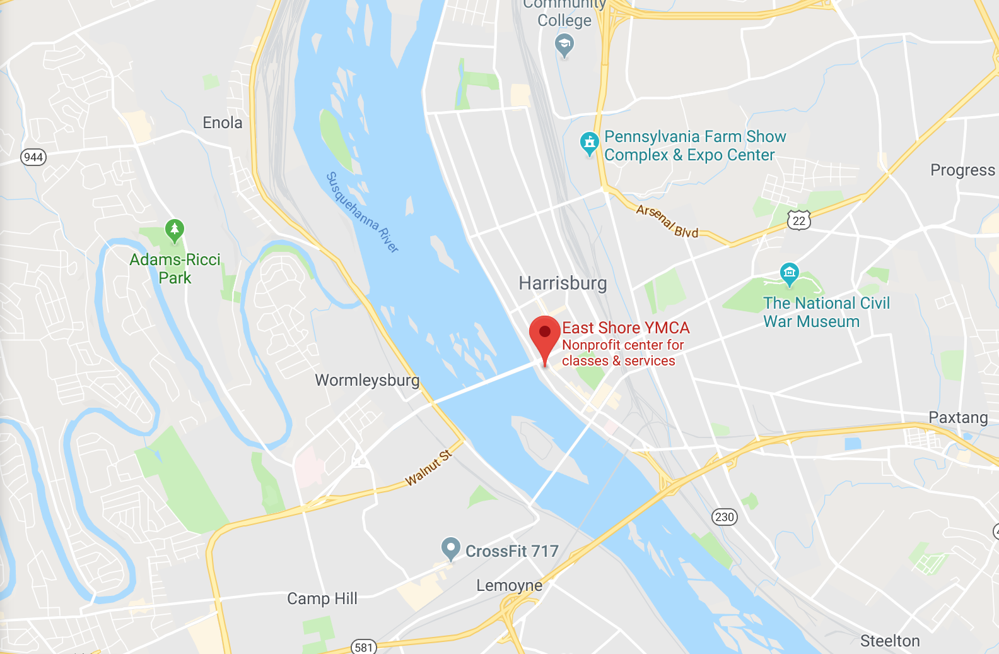 Community
College
Enola
944
Pennsylvania Farm Show
Complex & Expo Center
Progress
Susquehanna River
Arsenal Blvd
22
Adams-Ricci
Park
Harrisburg
The National Civil
War Museum
East Shore YMCA
Nonprofit center for
classes & services
Wormleysburg
Paxtang
Walnut St
230
CrossFit 717
Lemoyne
Camp Hill
Steelton
581